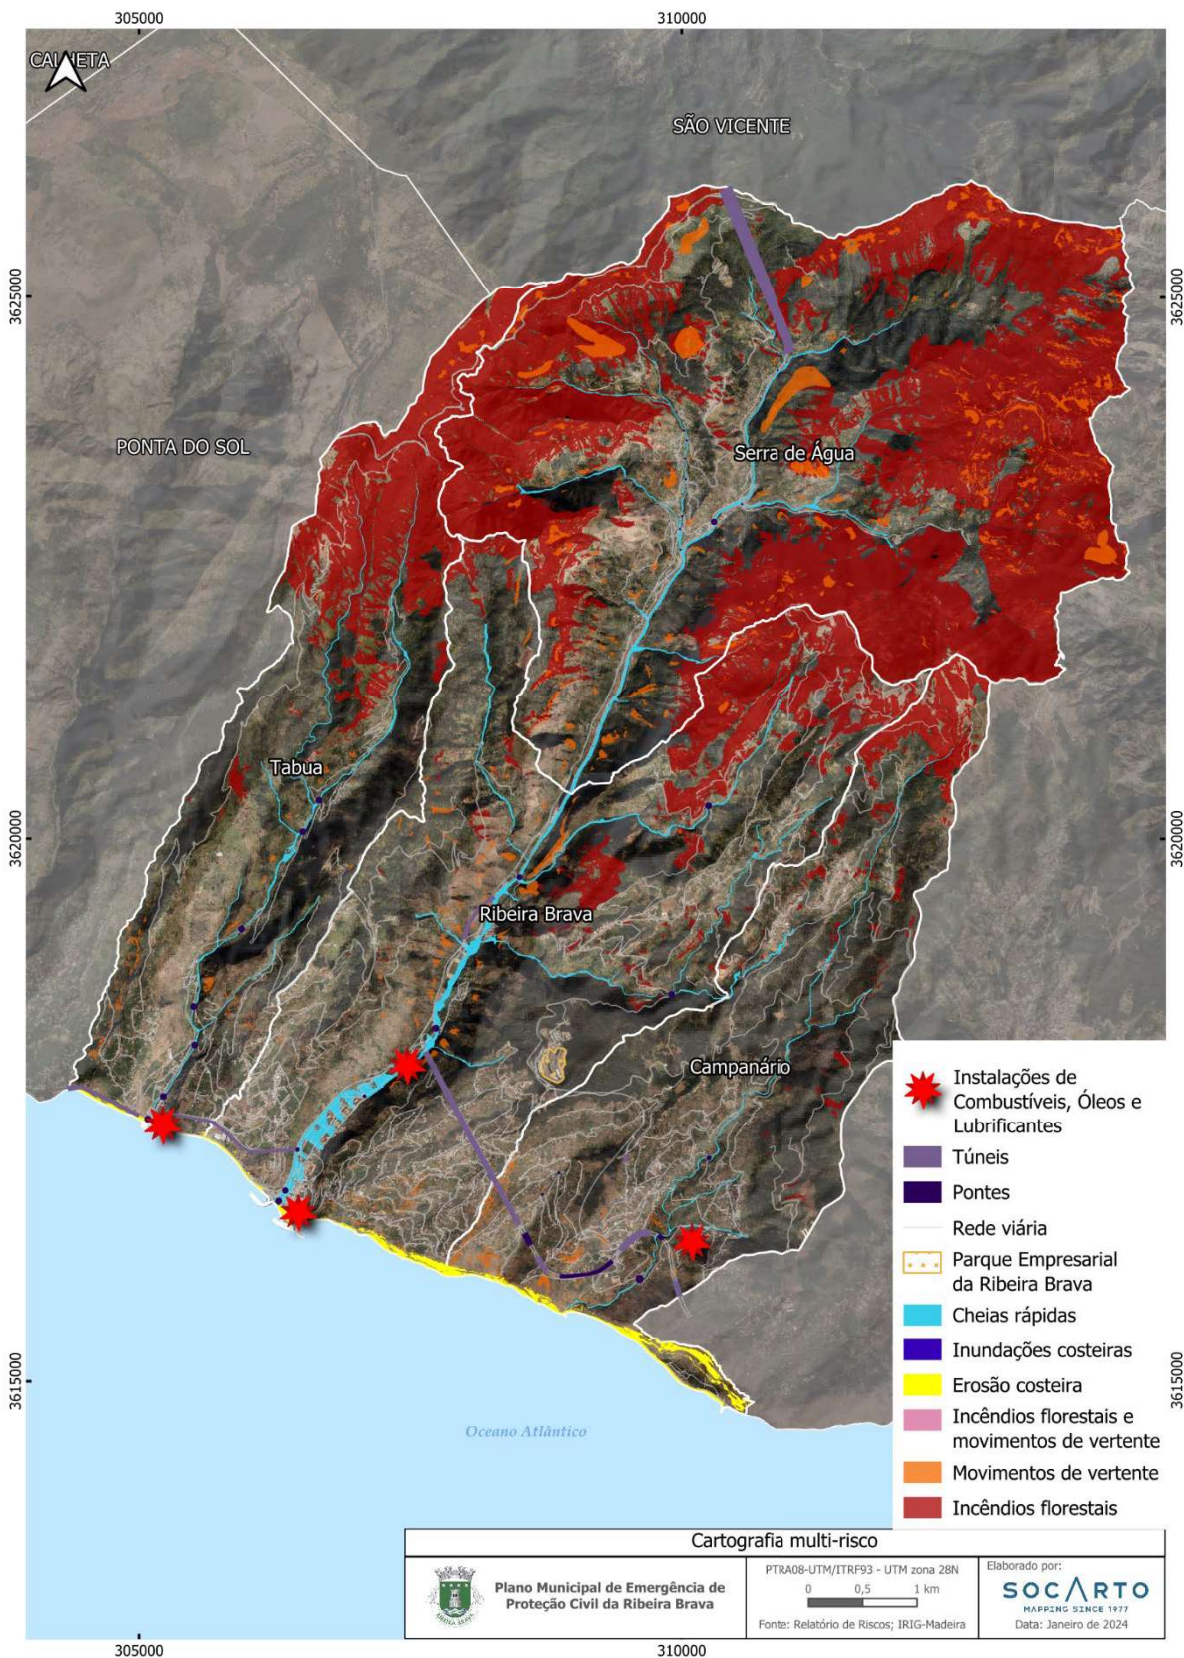 305000
310000
CALHETA
SÃO VICENTE
3625000
3625000
PONTA DO SOL
Serra de Água
Tabua
3620000
3620000
Ribeira Brava
Campanário
Instalações de
Combustíveis, Óleos e
Lubrificantes
Túneis
Pontes
Rede viária
Parque Empresarial
da Ribeira Brava
Cheias rápidas
Inundações costeiras
Erosão costeira
Incêndios florestais e
movimentos de vertente
Movimentos de vertente
Incêndios florestais
3615000
3615000
Oceano Atlântico
Cartografia multi-risco
Plano Municipal de Emergência de
Proteção Civil da Ribeira Brava
PTRA08-UTM/ITRF93 - UTM zona 28N
0 0,5 1 km
Fonte: Relatório de Riscos; IRIG-Madeira
Elaborado por:
SOCARTO
MAPPING SINCE 1977
Data: Janeiro de 2024
RIBEIRA BRAVA
305000
310000